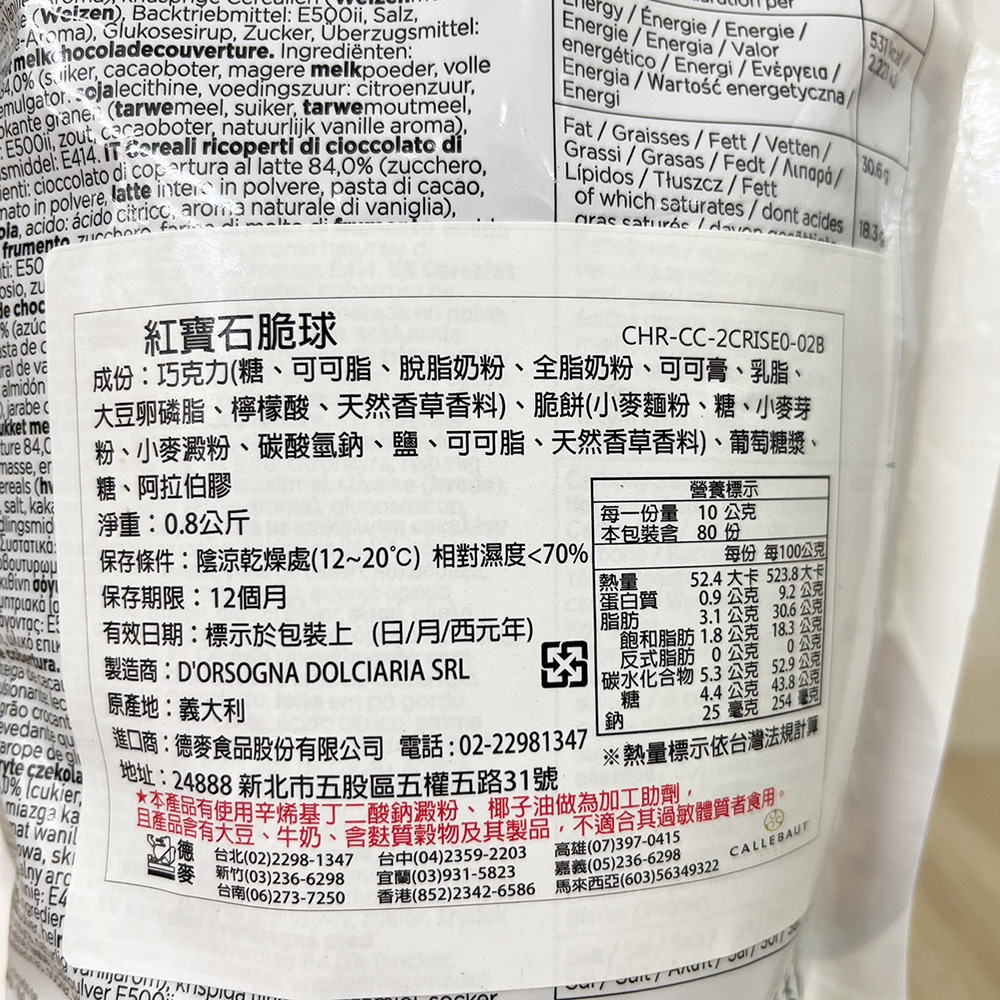 (Weizen), Backtriebmittel: E500ii, Salz,
Aroma), Glukosesirup, Zucker, Überzugsmittel:
melkchocoladecouverture. Ingrediënten:
(suiker, cacaoboter, magere melkpoeder, volle
emulgator: sojalecithine, voedingszuur: citroenzuur,
granen (tarwemeel, suiker, tarwemoutmeel,
E500ii, zout, cacaoboter, natuurlijk vanille aroma),
E414. IT Cereali ricoperti di cioccolato di
cioccolato di copertura al latte 84,0% (zucchero,
in polvere, latte intero in polvere, pasta di cacao,
acido: ácido citrico, aroma naturale di vaniglia),
frumento, zucchero, farina di malto di
Energy / Énergie / Energie /
Energie / Energia / Valor
energético / Energi / Ενέργεια /
Energia / Wartość energetyczna /
Energi
Fat / Graisses / Fett / Vetten /
Grassi / Grasas / Fedt / Λιπαρά /
Lípidos / Tłuszcz / Fett
30.6 g
of which saturates / dont acides
gras saturés / davon
18.3 g
紅寶石脆球
CHR-CC-2CRISE0-02B
成份：巧克力(糖、可可脂、脫脂奶粉、全脂奶粉、可可膏、乳脂、
大豆卵磷脂、檸檬酸、天然香草香料)、脆餅(小麥麵粉、糖、小麥芽
粉、小麥澱粉、碳酸氫鈉、鹽、可可脂、天然香草香料)、葡萄糖漿、
糖、阿拉伯膠
淨重：0.8公斤
保存條件：陰涼乾燥處(12~20℃) 相對濕度<70%
保存期限：12個月
有效日期：標示於包裝上 (日/月/西元年)
製造商：D'ORSOGNA DOLCIARIA SRL
原產地：義大利
進口商：德麥食品股份有限公司 電話：02-22981347
地址：24888 新北市五股區五權五路31號
營養標示
每一份量 10 公克
本包裝含 80 份
每份 每100公克
熱量 52.4 大卡 523.8 大卡
蛋白質 0.9 公克 9.2 公克
脂肪 3.1 公克 30.6 公克
飽和脂肪 1.8 公克 18.3 公克
反式脂肪 0 公克 0 公克
碳水化合物 5.3 公克 52.9 公克
糖 4.4 公克 43.8 公克
鈉 25 毫克 254 毫克
※熱量標示依台灣法規計算
★本產品有使用辛烯基丁二酸鈉澱粉、椰子油做為加工助劑，
且產品含有大豆、牛奶、含麩質穀物及其製品，不適合其過敏體質者食用。
德麥
台北(02)2298-1347 台中(04)2359-2203 高雄(07)397-0415
新竹(03)236-6298 宜蘭(03)931-5823 嘉義(05)236-6298
台南(06)273-7250 香港(852)2342-6586 馬來西亞(603)56349322
CALLEBAUT